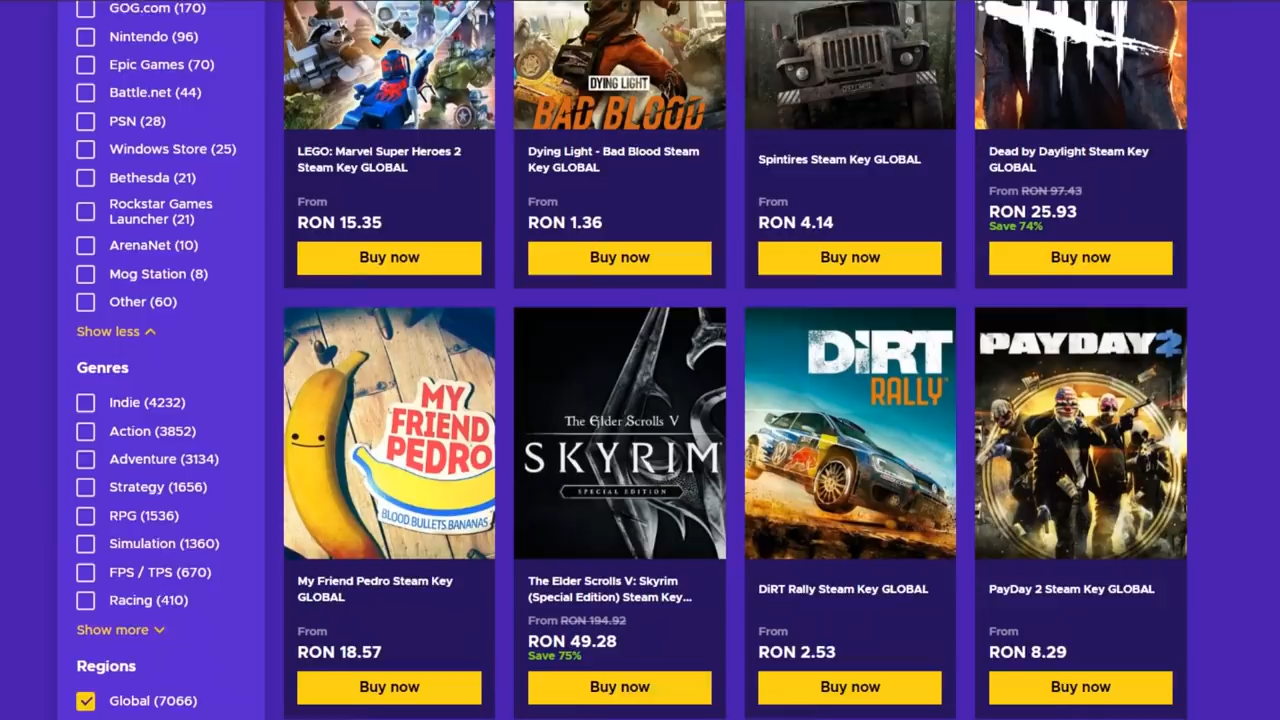 GOG.com (170)
Nintendo (96)
Epic Games (70)
Battle.net (44)
PSN (28)
Windows Store (25)
Bethesda (21)
Rockstar Games
Launcher (21)
ArenaNet (10)
Mog Station (8)
Other (60)
Show less
Genres
Indie (4232)
Action (3852)
Adventure (3134)
Strategy (1656)
RPG (1536)
Simulation (1360)
FPS / TPS (670)
Racing (410)
Show more
Regions
Global (7066)
LEGO: Marvel Super Heroes 2
Steam Key GLOBAL
From
RON 15.35
Buy now
DYING LIGHT
BAD BLOOD
Dying Light - Bad Blood Steam
Key GLOBAL
From
RON 1.36
Buy now
Spintires Steam Key GLOBAL
From
RON 4.14
Buy now
Dead by Daylight Steam Key
GLOBAL
From RON 97.43
RON 25.93
Save 74%
Buy now
MY
FRIEND
PEDRO
BLOOD BULLETS BANANAS
My Friend Pedro Steam Key
GLOBAL
From
RON 18.57
Buy now
The Elder Scrolls V
SKYRIM
SPECIAL EDITION
The Elder Scrolls V: Skyrim
(Special Edition) Steam Key...
From RON 194.92
RON 49.28
Save 75%
Buy now
DiRT
RALLY
DiRT Rally Steam Key GLOBAL
From
RON 2.53
Buy now
PAYDAY 2
PayDay 2 Steam Key GLOBAL
From
RON 8.29
Buy now